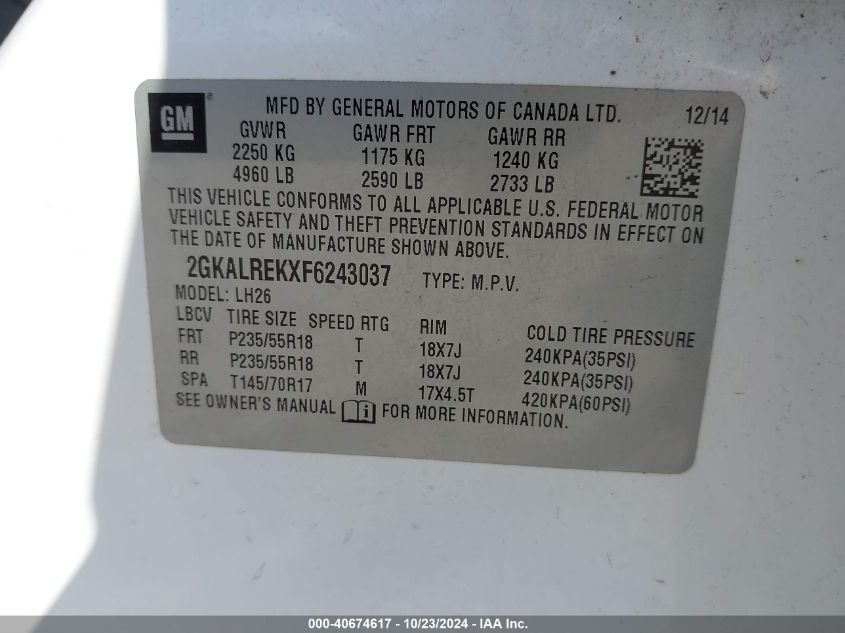 GM
MFD BY GENERAL MOTORS OF CANADA LTD. 12/14
GVWR GAWR FRT GAWR RR
2250 KG 1175 KG 1240 KG
4960 LB 2590 LB 2733 LB
THIS VEHICLE CONFORMS TO ALL APPLICABLE U.S. FEDERAL MOTOR
VEHICLE SAFETY AND THEFT PREVENTION STANDARDS IN EFFECT ON
THE DATE OF MANUFACTURE SHOWN ABOVE.
2GKALREKXF6243037 TYPE: M.P.V.
MODEL: LH26
LBCV TIRE SIZE SPEED RTG RIM COLD TIRE PRESSURE
FRT P235/55R18 T 18X7J 240KPA(35PSI)
RR P235/55R18 T 18X7J 240KPA(35PSI)
SPA T145/70R17 M 17X4.5T 420KPA(60PSI)
SEE OWNER'S MANUAL i FOR MORE INFORMATION.
000-40674617 - 10/23/2024 - IAA Inc.